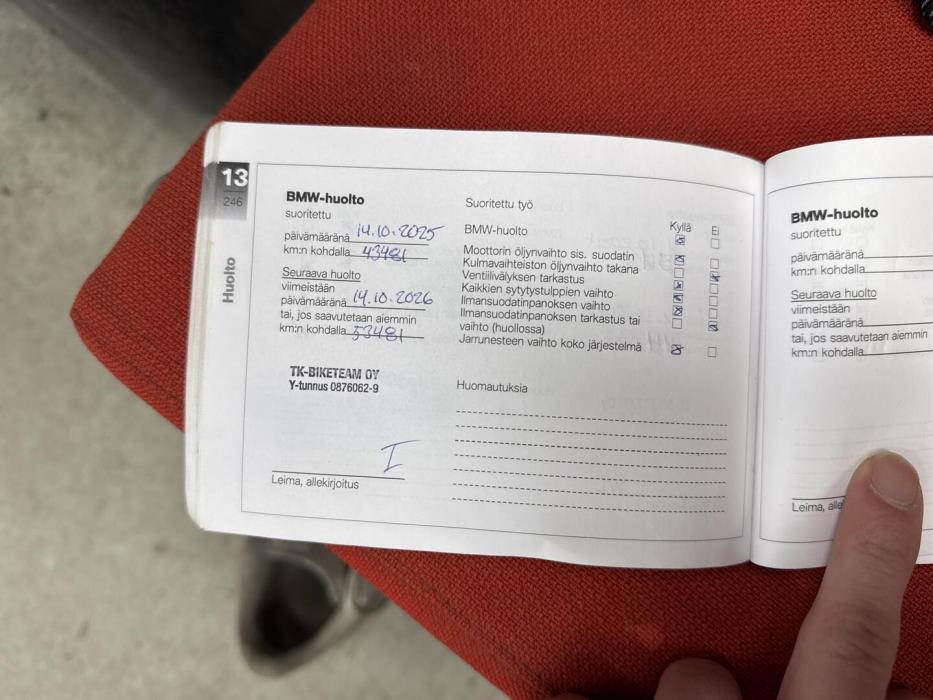 13
246
Huolto
BMW-huolto
suoritettu
päivämääränä 14.10.2025
km:n kohdalla 43481
Seuraava huolto
viimeistään
päivämääränä 14.10.2026
tai, jos saavutetaan aiemmin
km:n kohdalla 53481
TK-BIKETEAM OY
Y-tunnus 0876062-9
I
Leima, allekirjoitus
Suoritettu työ
Kyllä Ei
BMW-huolto
Moottorin öljynvaihto sis. suodatin
Kulmavaihteiston öljynvaihto takana
Ventiilivälyksen tarkastus
Kaikkien sytytystulppien vaihto
Ilmansuodatinpanoksen vaihto
Ilmansuodatinpanoksen tarkastus tai
vaihto (huollossa)
Jarrunesteen vaihto koko järjestelmä
Huomautuksia
BMW-huolto
suoritettu
päivämääränä
km:n kohdalla
Seuraava huolto
viimeistään
päivämääränä
tai, jos saavutetaan aiemmin
km:n kohdalla
Leima, alle